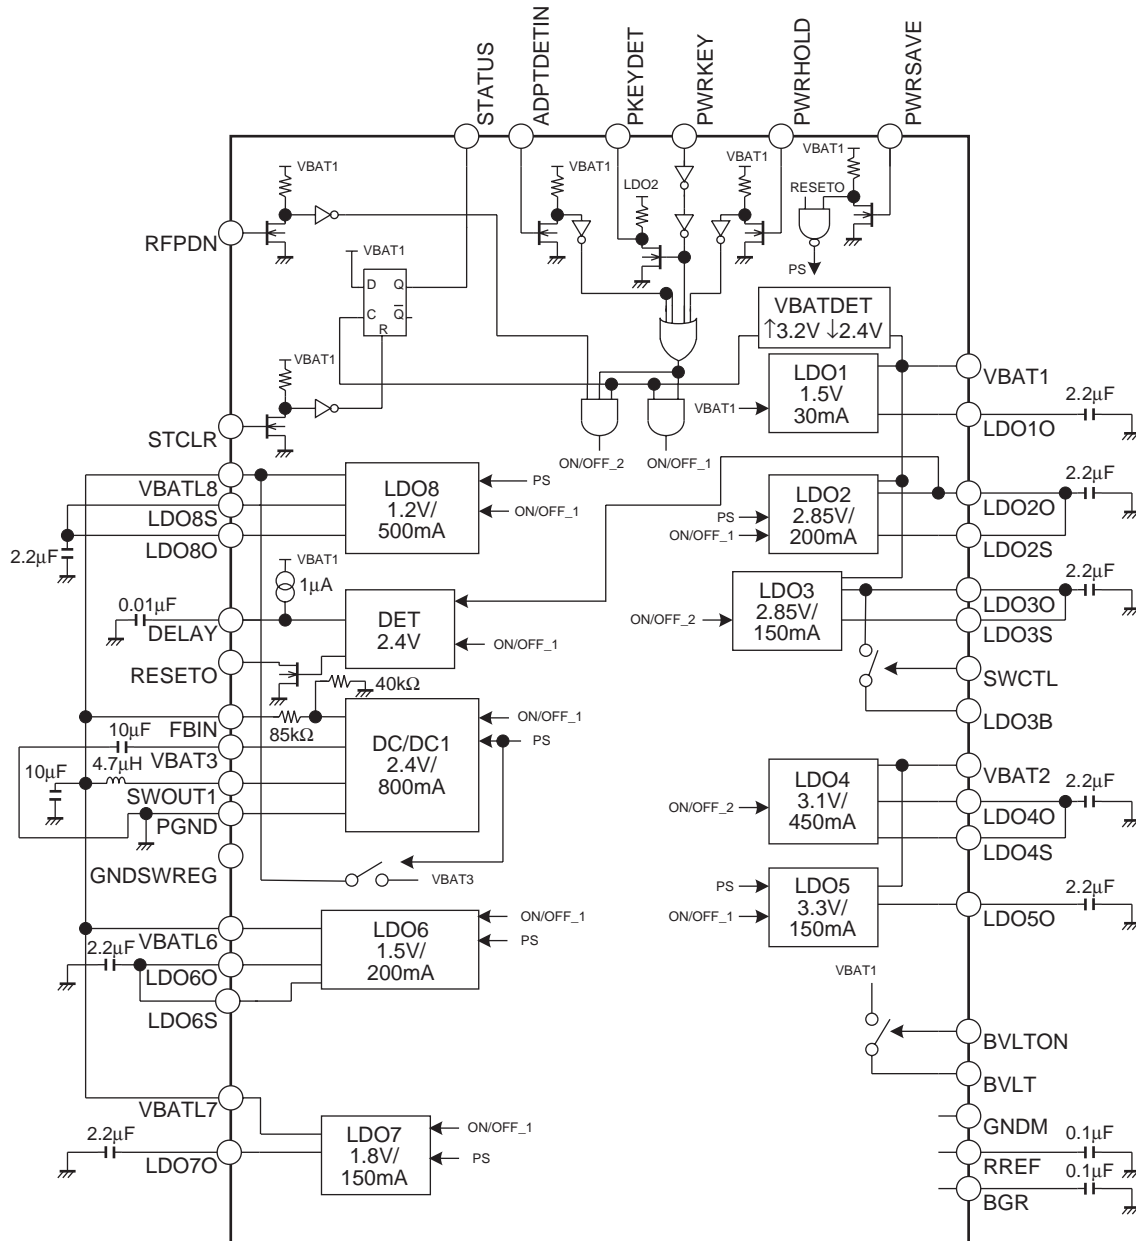 STATUS
ADPTDETIN
PKEYDET
PWRKEY
PWRHOLD
PWRSAVE
VBAT1
VBAT1
LDO2
VBAT1
VBAT1
RESETO
RFPDN
PS
VBAT1
D Q
C Q
R
VBATDET
↑3.2V ↓2.4V
VBAT1
STCLR
LDO1
1.5V
30mA
VBAT1
VBAT1
2.2µF
LDO1O
ON/OFF_2
ON/OFF_1
VBATL8
LDO8S
LDO8O
2.2µF
LDO8
1.2V/
500mA
PS
ON/OFF_1
LDO2
2.85V/
200mA
PS
ON/OFF_1
2.2µF
LDO2O
LDO2S
VBAT1
1µA
0.01µF
DELAY
RESETO
DET
2.4V
ON/OFF_1
LDO3
2.85V/
150mA
ON/OFF_2
2.2µF
LDO3O
LDO3S
SWCTL
LDO3B
40kΩ
85kΩ
FBIN
10µF
VBAT3
4.7µH
10µF
SWOUT1
PGND
GNDSWREG
DC/DC1
2.4V/
800mA
ON/OFF_1
PS
VBAT3
LDO4
3.1V/
450mA
ON/OFF_2
VBAT2
2.2µF
LDO4O
LDO4S
LDO5
3.3V/
150mA
PS
ON/OFF_1
2.2µF
LDO5O
VBATL6
2.2µF
LDO6O
LDO6S
LDO6
1.5V/
200mA
ON/OFF_1
PS
VBAT1
BVLTON
BVLT
GNDM
0.1µF
RREF
0.1µF
BGR
VBATL7
2.2µF
LDO7O
LDO7
1.8V/
150mA
ON/OFF_1
PS